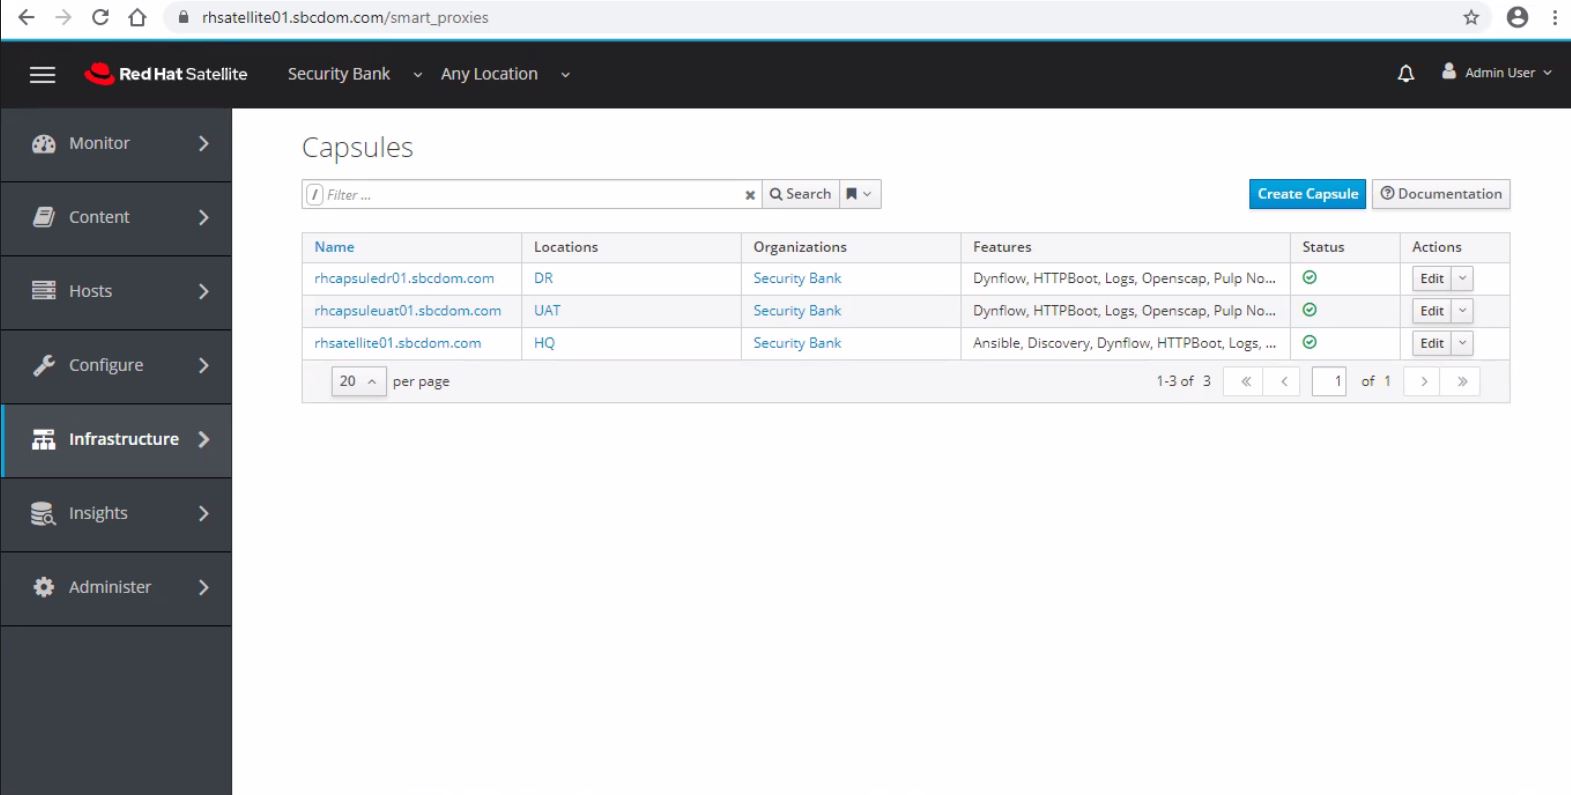 rhsatellite01.sbcdom.com/smart_proxies
Red Hat Satellite Security Bank Any Location Admin User
Monitor
Content
Hosts
Configure
Infrastructure
Insights
Administer
Capsules
/ Filter ... Search Create Capsule Documentation
Name Locations Organizations Features Status Actions
rhcapsuledr01.sbcdom.com DR Security Bank Dynflow, HTTPBoot, Logs, Openscap, Pulp No... Edit
rhcapsuleuat01.sbcdom.com UAT Security Bank Dynflow, HTTPBoot, Logs, Openscap, Pulp No... Edit
rhsatellite01.sbcdom.com HQ Security Bank Ansible, Discovery, Dynflow, HTTPBoot, Logs, ... Edit
20 per page 1-3 of 3 « < 1 of 1 > »